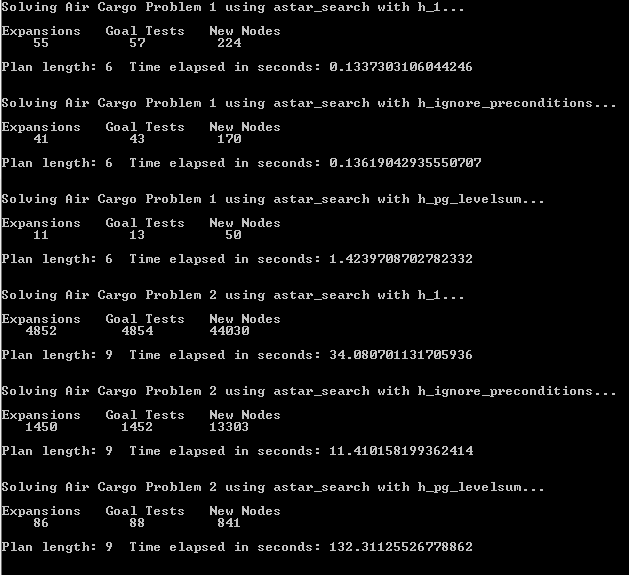 Solving Air Cargo Problem 1 using astar_search with h_1...
Expansions   Goal Tests   New Nodes
55          57         224
Plan length: 6  Time elapsed in seconds: 0.1337303106044246
Solving Air Cargo Problem 1 using astar_search with h_ignore_preconditions...
Expansions   Goal Tests   New Nodes
41          43         170
Plan length: 6  Time elapsed in seconds: 0.13619042935550707
Solving Air Cargo Problem 1 using astar_search with h_pg_levelsum...
Expansions   Goal Tests   New Nodes
11          13          50
Plan length: 6  Time elapsed in seconds: 1.4239708702782332
Solving Air Cargo Problem 2 using astar_search with h_1...
Expansions   Goal Tests   New Nodes
4852        4854       44030
Plan length: 9  Time elapsed in seconds: 34.080701131705936
Solving Air Cargo Problem 2 using astar_search with h_ignore_preconditions...
Expansions   Goal Tests   New Nodes
1450        1452       13303
Plan length: 9  Time elapsed in seconds: 11.410158199362414
Solving Air Cargo Problem 2 using astar_search with h_pg_levelsum...
Expansions   Goal Tests   New Nodes
86          88         841
Plan length: 9  Time elapsed in seconds: 132.31125526778862